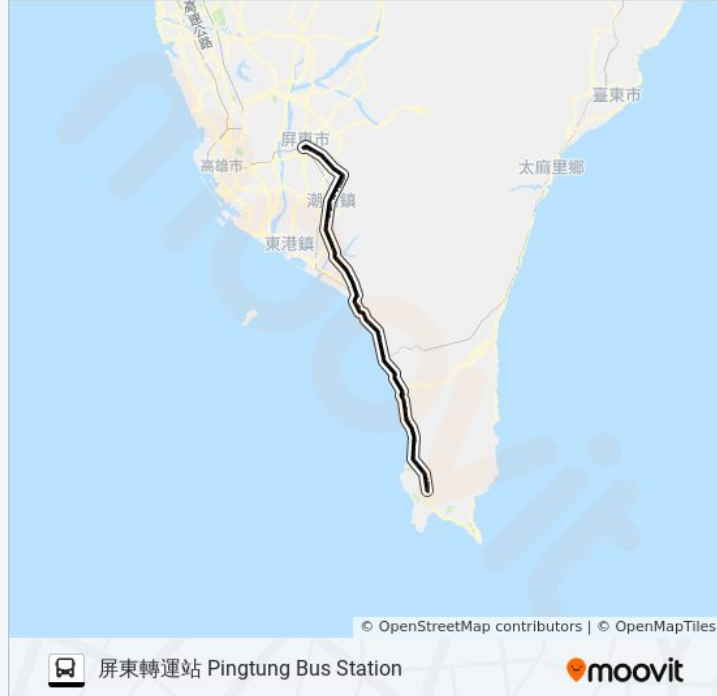 高速公路
臺東市
屏東市
高雄市
太麻里鄉
潮州鎮
東港鎮
moovit
© OpenStreetMap contributors | © OpenMapTiles
屏東轉運站 Pingtung Bus Station
moovit